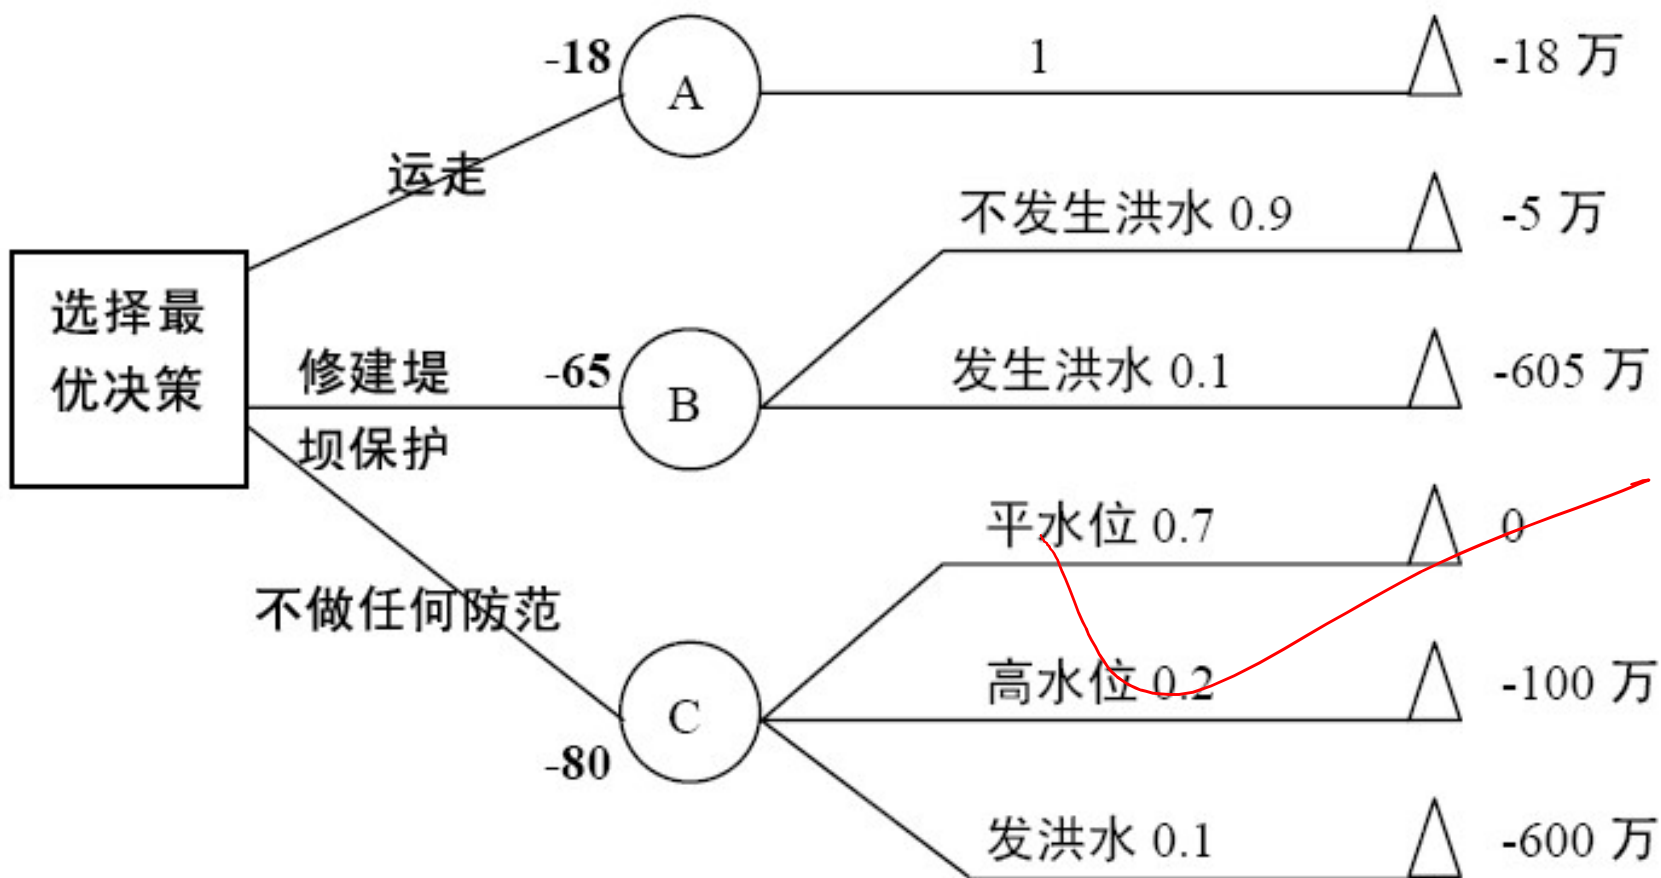 -18
A
1
-18 万
运走
不发生洪水 0.9
-5 万
选择最
优决策
修建堤
坝保护
-65
B
发生洪水 0.1
-605 万
平水位 0.7
0
不做任何防范
高水位 0.2
-100 万
C
-80
发洪水 0.1
-600 万